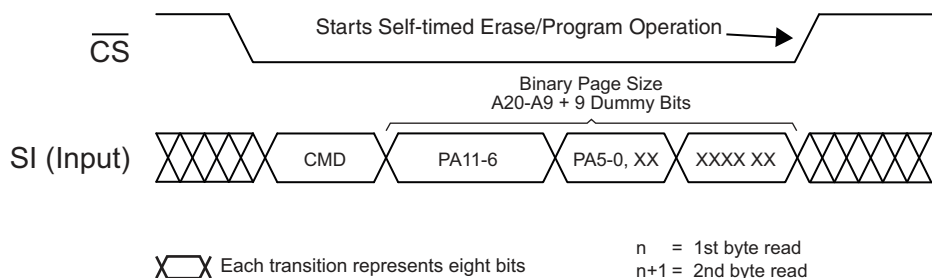 Starts Self-timed Erase/Program Operation
CS
Binary Page Size
A20-A9 + 9 Dummy Bits
SI (Input)
CMD
PA11-6
PA5-0, XX
XXXX XX
Each transition represents eight bits
n = 1st byte read
n+1 = 2nd byte read